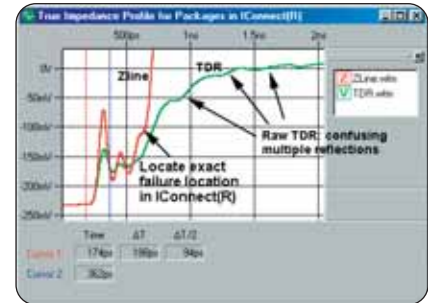 True Impedance Profile for Packages in IConnect(R)
500ps 1ns 1.5ns 2ns
0V
-50mV
-100mV
-150mV
-200mV
-250mV
Zline
TDR
Raw TDR: confusing
multiple reflections
Locate exact
failure location
in IConnect(R)
Z ZLine.wfm
V TDR.wfm
Time ΔT ΔT/2
Cursor 1 174ps 188ps 94ps
Cursor 2 362ps